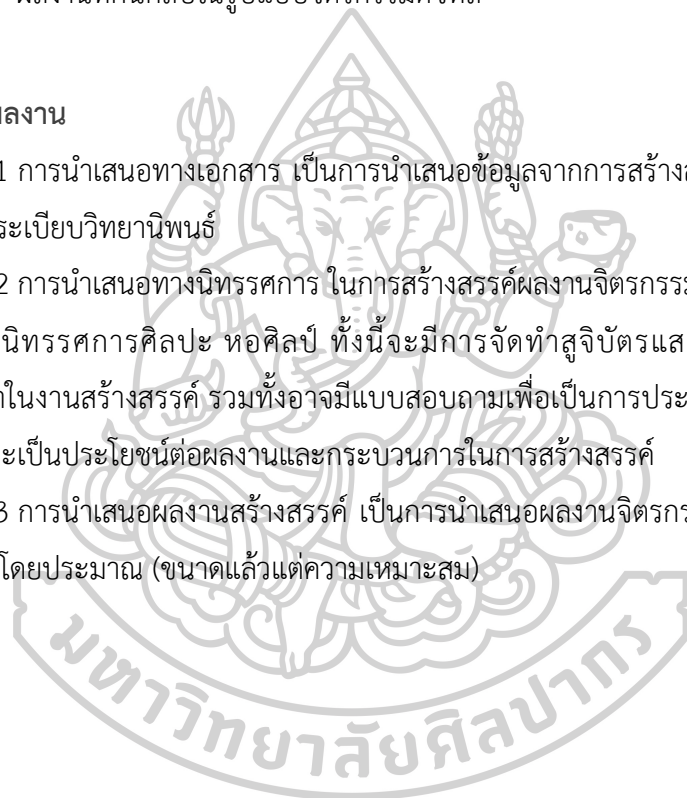 ลงาน
1 การนำเสนอทางเอกสาร เป็นการนำเสนอข้อมูลจากการสร้าง
ระเบียบวิทยานิพนธ์
2 การนำเสนอทางนิทรรศการ ในการสร้างสรรค์ผลงานจิตรกรรม
นิทรรศการศิลปะ หอศิลป์ ทั้งนี้จะมีการจัดทำสูจิบัตรแส
ในงานสร้างสรรค์ รวมทั้งอาจมีแบบสอบถามเพื่อเป็นการประ
ะเป็นประโยชน์ต่อผลงานและกระบวนการในการสร้างสรรค์
3 การนำเสนอผลงานสร้างสรรค์ เป็นการนำเสนอผลงานจิตรกร
โดยประมาณ (ขนาดแล้วแต่ความเหมาะสม)
มหาวิทยาลัยศิลปากร